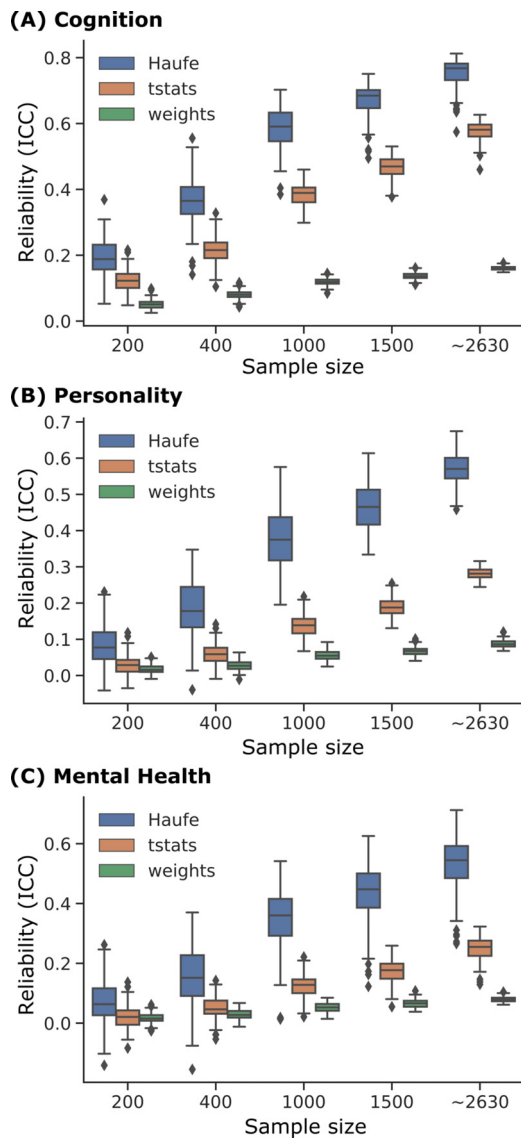 (A) Cognition
Haufe
tstats
weights
Reliability (ICC)
0.8
0.6
0.4
0.2
0.0
200 400 1000 1500 ~2630
Sample size
(B) Personality
Haufe
tstats
weights
Reliability (ICC)
0.7
0.6
0.5
0.4
0.3
0.2
0.1
0.0
200 400 1000 1500 ~2630
Sample size
(C) Mental Health
Haufe
tstats
weights
Reliability (ICC)
0.6
0.4
0.2
0.0
200 400 1000 1500 ~2630
Sample size